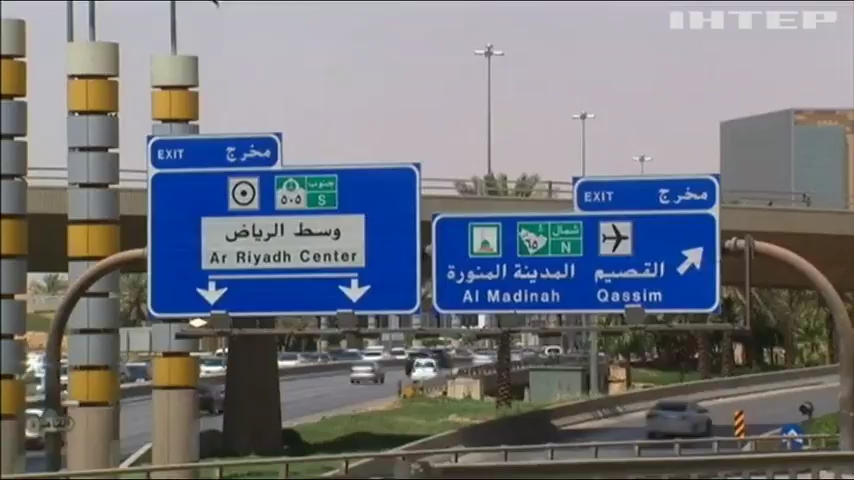 ІНТЕР
EXIT مخرج
جنوب
٥٠٥ S
وسط الرياض
Ar Riyadh Center
EXIT مخرج
شمال
٦٥ N
المدينة المنورة القصيم
Al Madinah Qassim